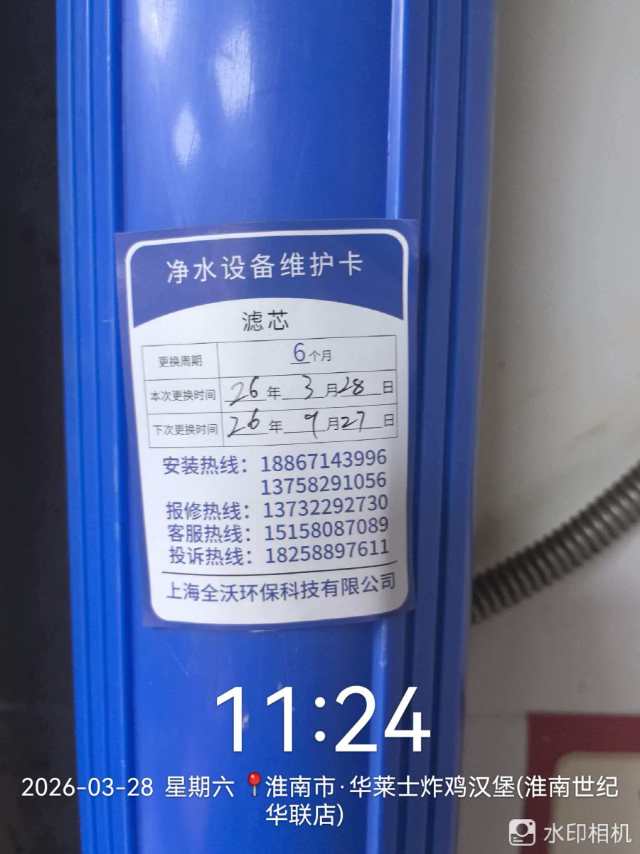 净水设备维护卡
滤芯
更换周期 6个月
本次更换时间 26年3月28日
下次更换时间 26年9月27日
安装热线：18867143996
13758291056
报修热线：13732292730
客服热线：15158087089
投诉热线：18258897611
上海全沃环保科技有限公司
11:24
2026-03-28 星期六 淮南市·华莱士炸鸡汉堡(淮南世纪
华联店)
水印相机